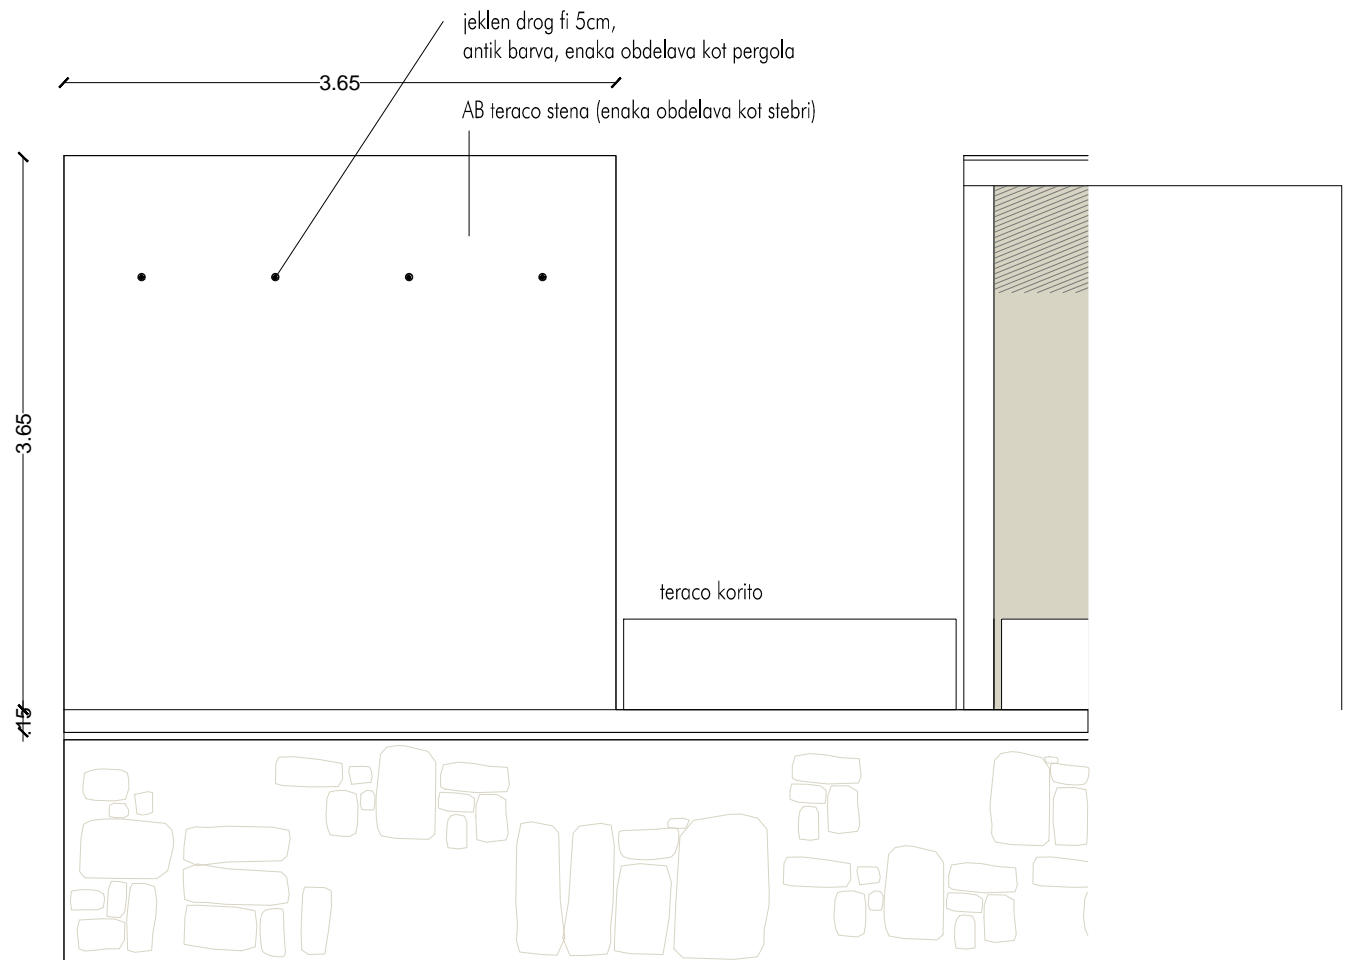 jeklen drog fi 5cm,
antik barva, enaka obdelava kot pergola
3.65
AB teraco stena (enaka obdelava kot stebri)
3.65
teraco korito
.15